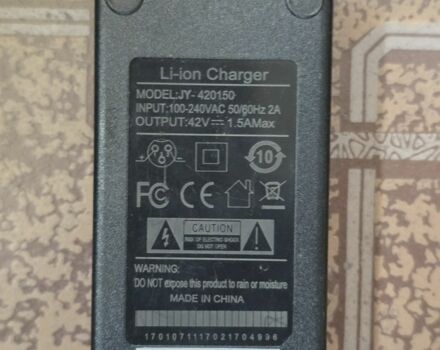 Li-ion Charger
MODEL:JY-420150
INPUT:100-240VAC 50/60Hz 2A
OUTPUT:42V⎓1.5AMax
10
FC CE
CAUTION
RISK OF ELECTRIC SHOCK
DO NOT OPEN
WARNING:
DO NOT expose this product to rain or moisture
MADE IN CHINA
1701071117021704996